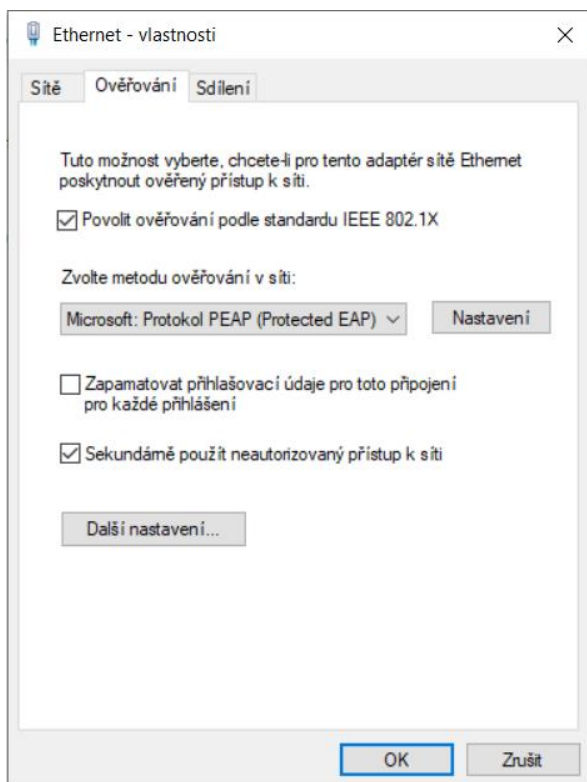 Ethernet - vlastnosti
Sítě Ověřování Sdílení
Tuto možnost vyberte, chcete-li pro tento adaptér sítě Ethernet
poskytnout ověřený přístup k síti.
Povolit ověřování podle standardu IEEE 802.1X
Zvolte metodu ověřování v síti:
Microsoft: Protokol PEAP (Protected EAP) Nastavení
Zapamatovat přihlašovací údaje pro toto připojení
pro každé přihlášení
Sekundárně použít neautorizovaný přístup k síti
Další nastavení...
OK Zrušit